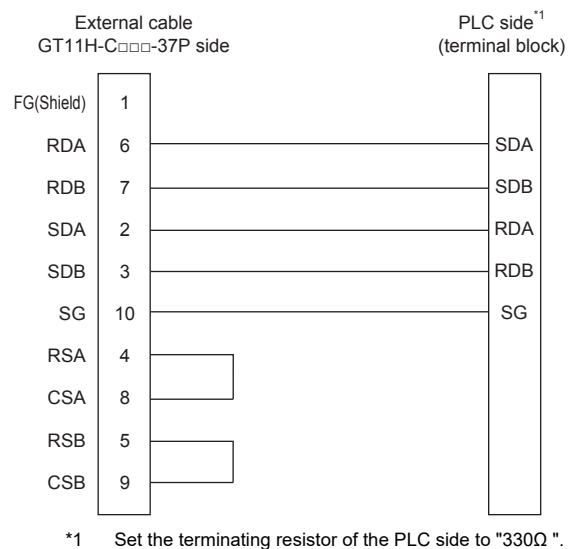 External cable
GT11H-C□□□-37P side
PLC side*1
(terminal block)
FG(Shield) 1
RDA 6 SDA
RDB 7 SDB
SDA 2 RDA
SDB 3 RDB
SG 10 SG
RSA 4
CSA 8
RSB 5
CSB 9
*1 Set the terminating resistor of the PLC side to "330Ω ".